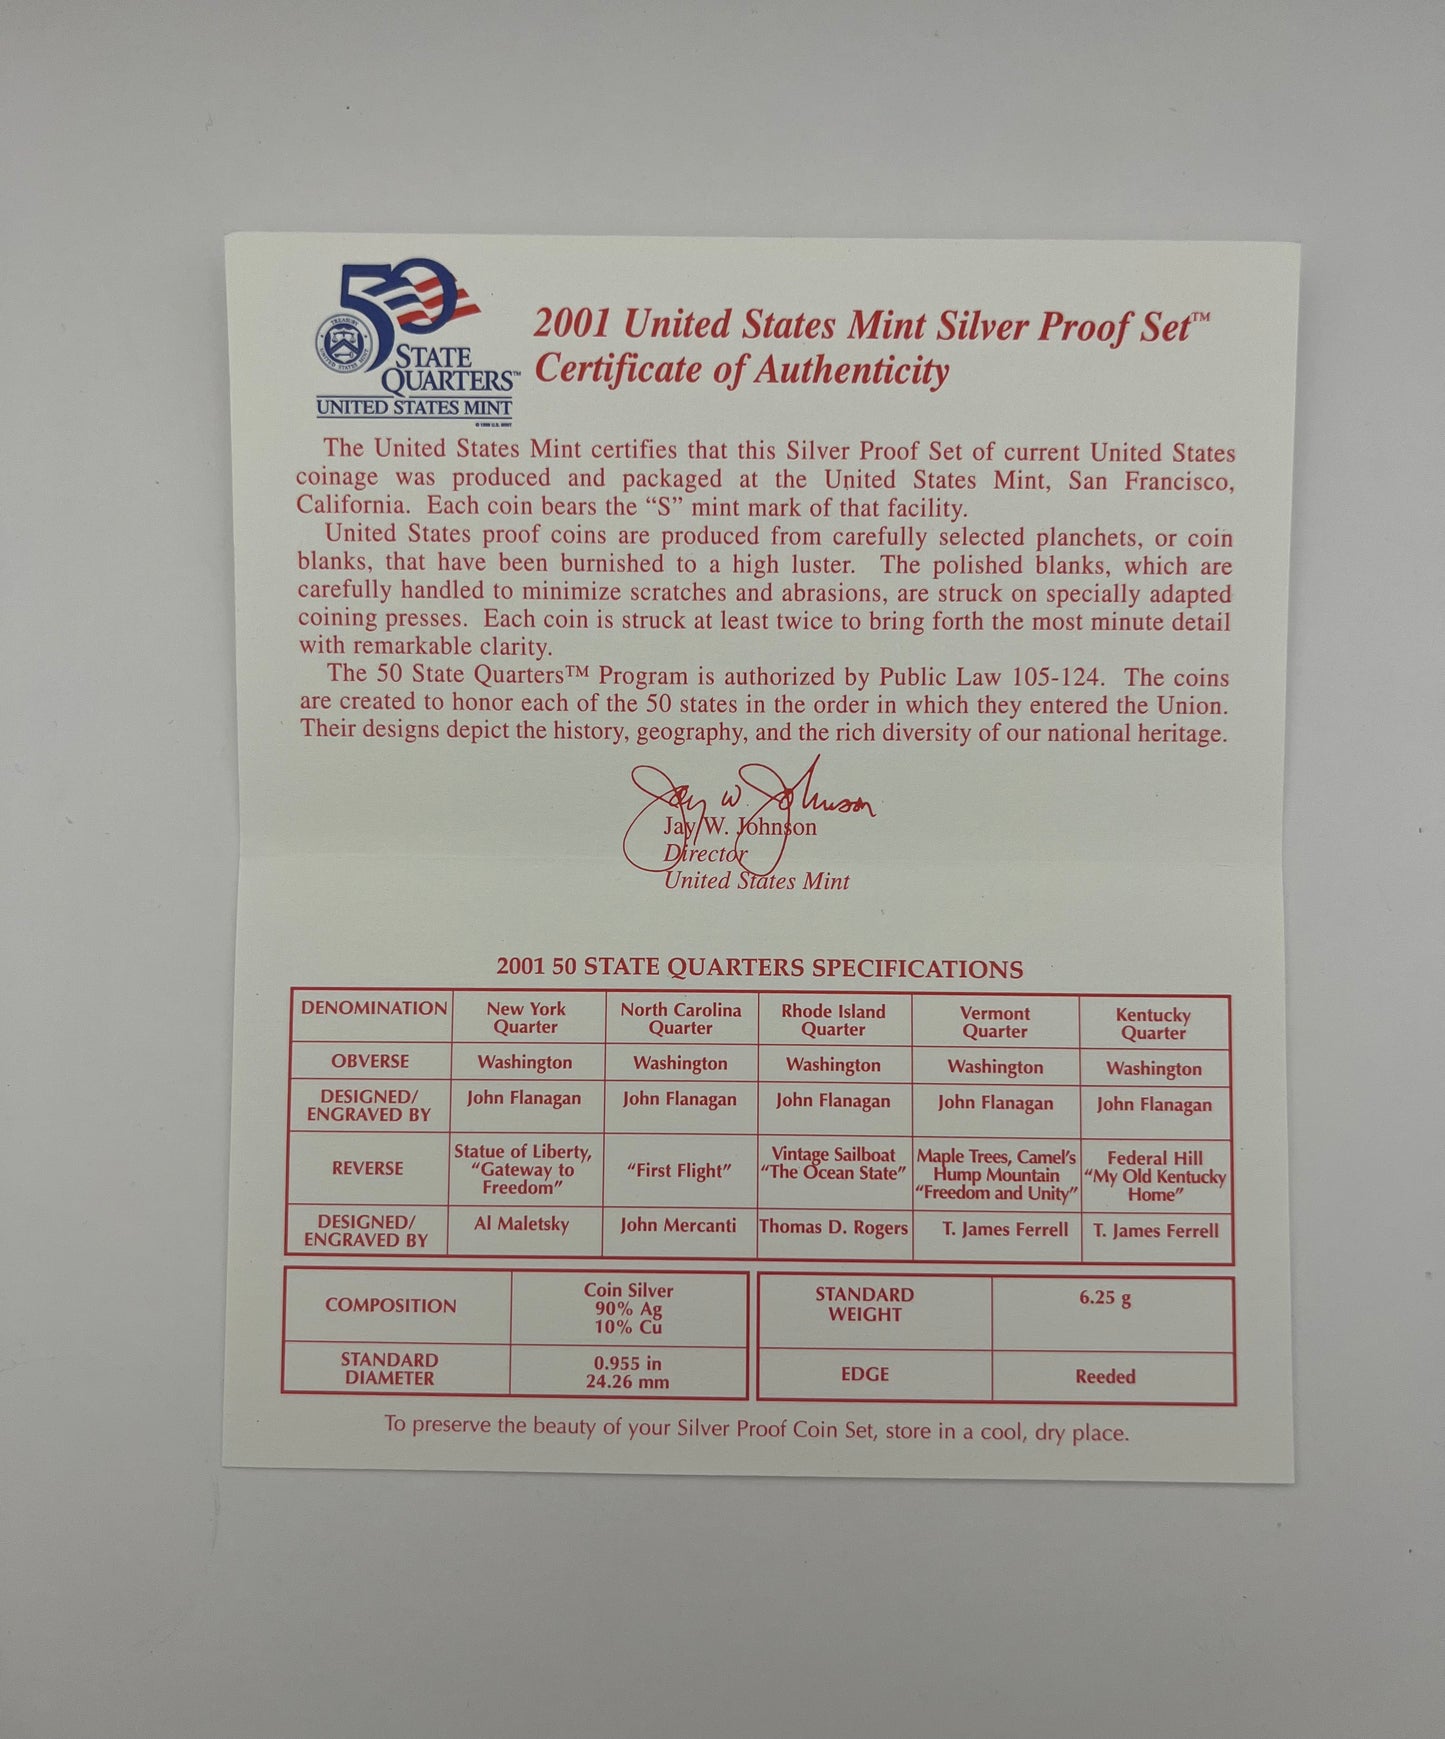 50
TREASURY
UNITED STATES MINT
STATE
QUARTERS™
UNITED STATES MINT
© 1998 U.S. MINT
2001 United States Mint Silver Proof Set™
Certificate of Authenticity
The United States Mint certifies that this Silver Proof Set of current United States
coinage was produced and packaged at the United States Mint, San Francisco,
California. Each coin bears the “S” mint mark of that facility.
United States proof coins are produced from carefully selected planchets, or coin
blanks, that have been burnished to a high luster. The polished blanks, which are
carefully handled to minimize scratches and abrasions, are struck on specially adapted
coining presses. Each coin is struck at least twice to bring forth the most minute detail
with remarkable clarity.
The 50 State Quarters™ Program is authorized by Public Law 105-124. The coins
are created to honor each of the 50 states in the order in which they entered the Union.
Their designs depict the history, geography, and the rich diversity of our national heritage.
Jay W. Johnson
Jay W. Johnson
Director
United States Mint
2001 50 STATE QUARTERS SPECIFICATIONS
DENOMINATION
New York
Quarter
North Carolina
Quarter
Rhode Island
Quarter
Vermont
Quarter
Kentucky
Quarter
OBVERSE
Washington
Washington
Washington
Washington
Washington
DESIGNED/
ENGRAVED BY
John Flanagan
John Flanagan
John Flanagan
John Flanagan
John Flanagan
REVERSE
Statue of Liberty,
“Gateway to
Freedom”
“First Flight”
Vintage Sailboat
“The Ocean State”
Maple Trees, Camel’s
Hump Mountain
“Freedom and Unity”
Federal Hill
“My Old Kentucky
Home”
DESIGNED/
ENGRAVED BY
Al Maletsky
John Mercanti
Thomas D. Rogers
T. James Ferrell
T. James Ferrell
COMPOSITION
Coin Silver
90% Ag
10% Cu
STANDARD
DIAMETER
0.955 in
24.26 mm
STANDARD
WEIGHT
6.25 g
EDGE
Reeded
To preserve the beauty of your Silver Proof Coin Set, store in a cool, dry place.